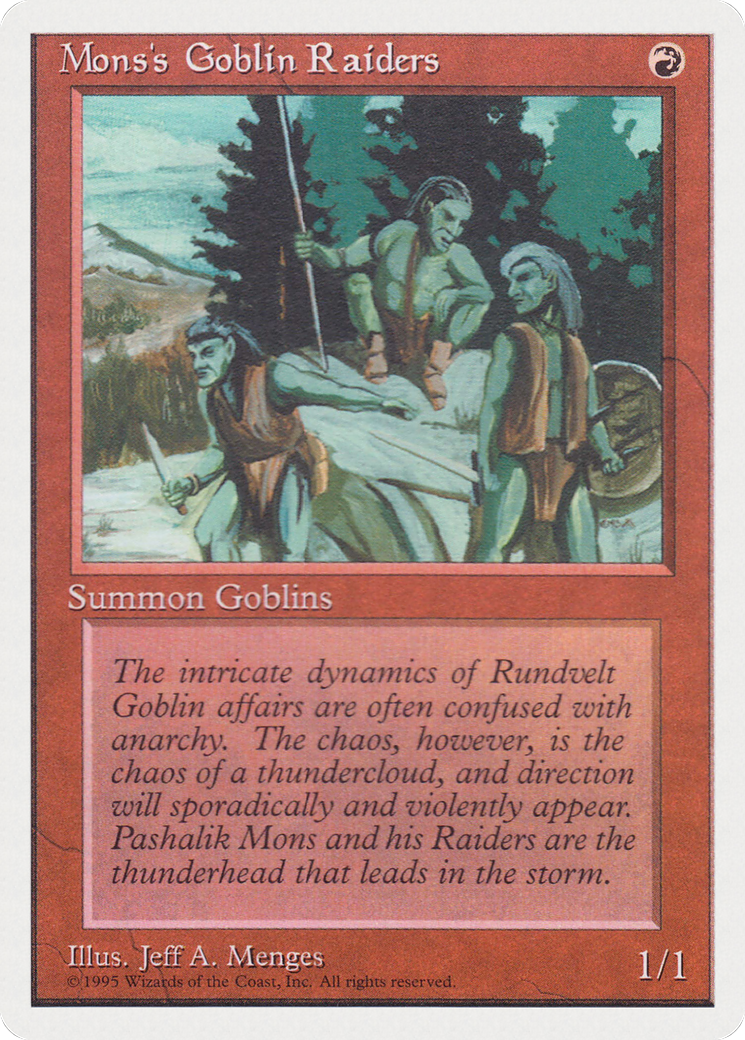 Mons's Goblin Raiders
Summon Goblins
The intricate dynamics of Rundvelt
Goblin affairs are often confused with
anarchy. The chaos, however, is the
chaos of a thundercloud, and direction
will sporadically and violently appear.
Pashalik Mons and his Raiders are the
thunderhead that leads in the storm.
Illus. Jeff A. Menges
1/1
©1995 Wizards of the Coast, Inc. All rights reserved.